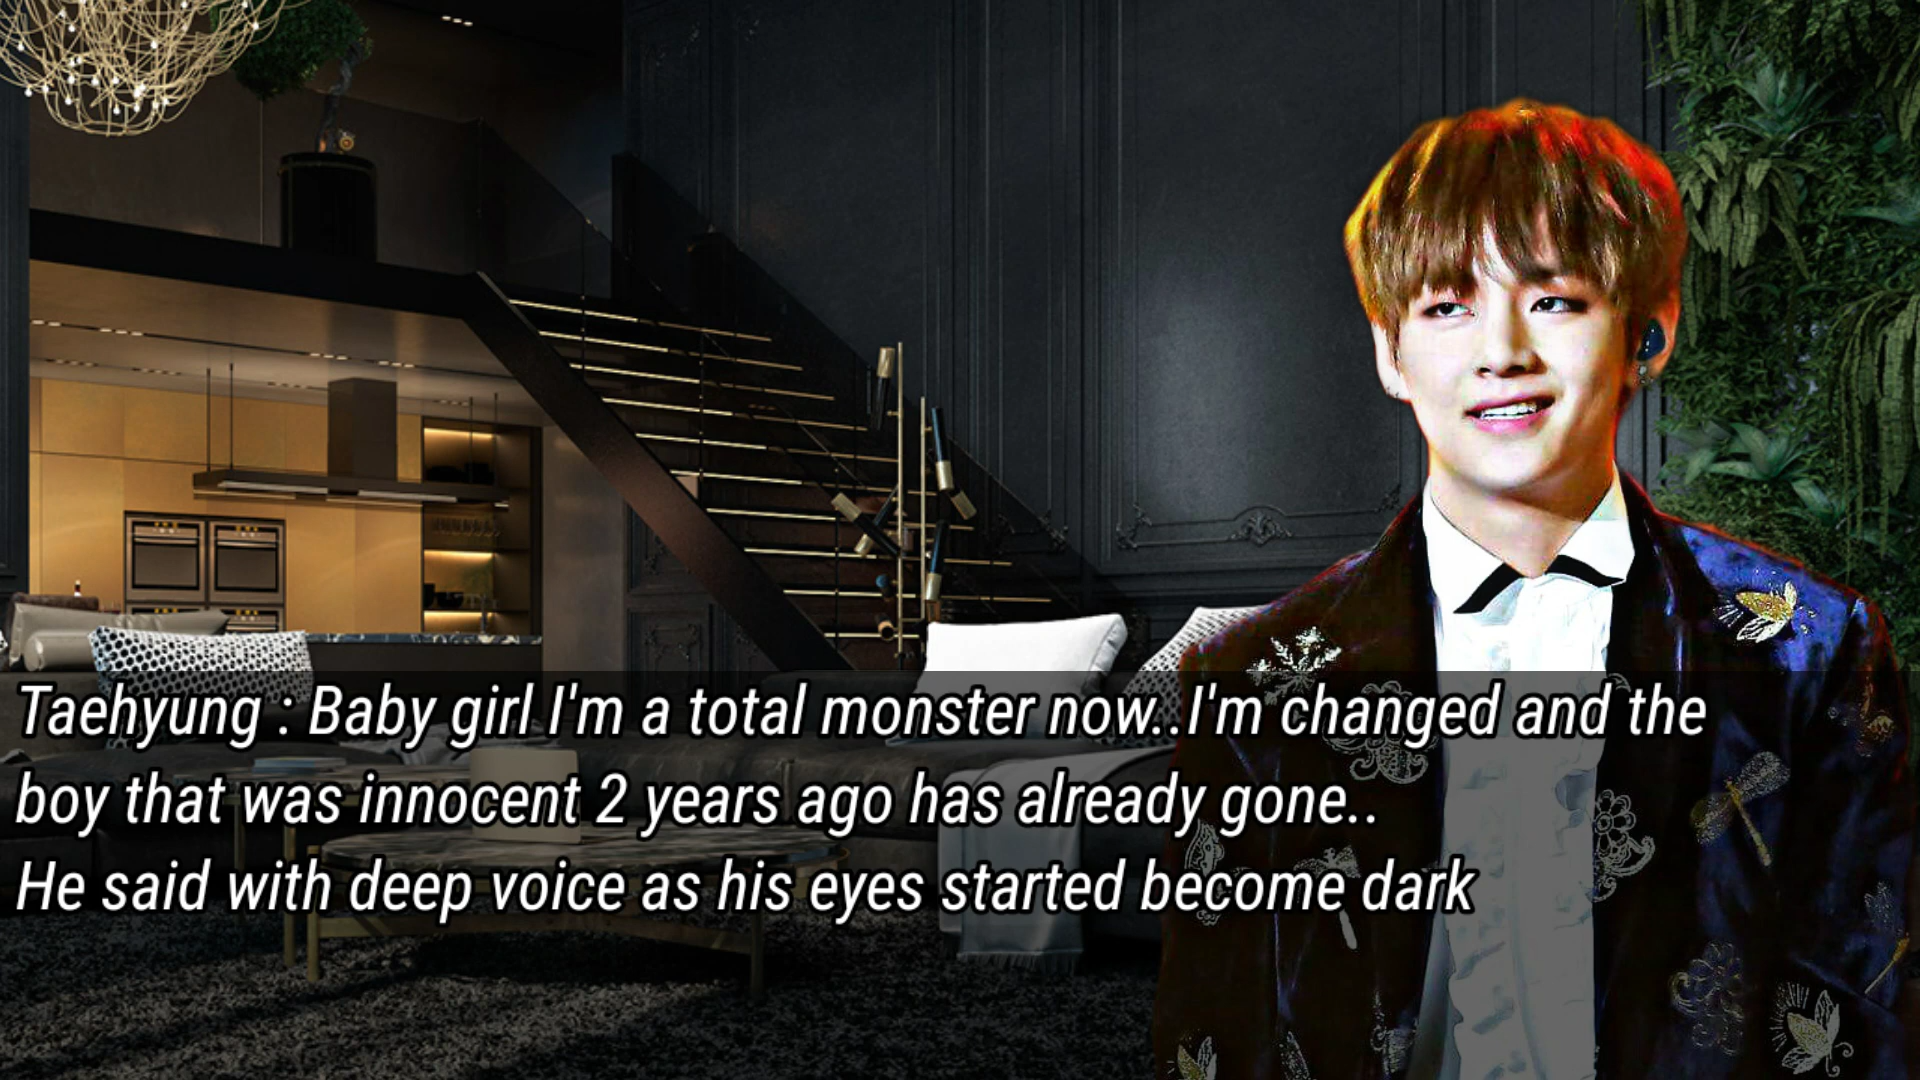 Taehyung : Baby girl I'm a total monster now..I'm changed and the
boy that was innocent 2 years ago has already gone..
He said with deep voice as his eyes started become dark